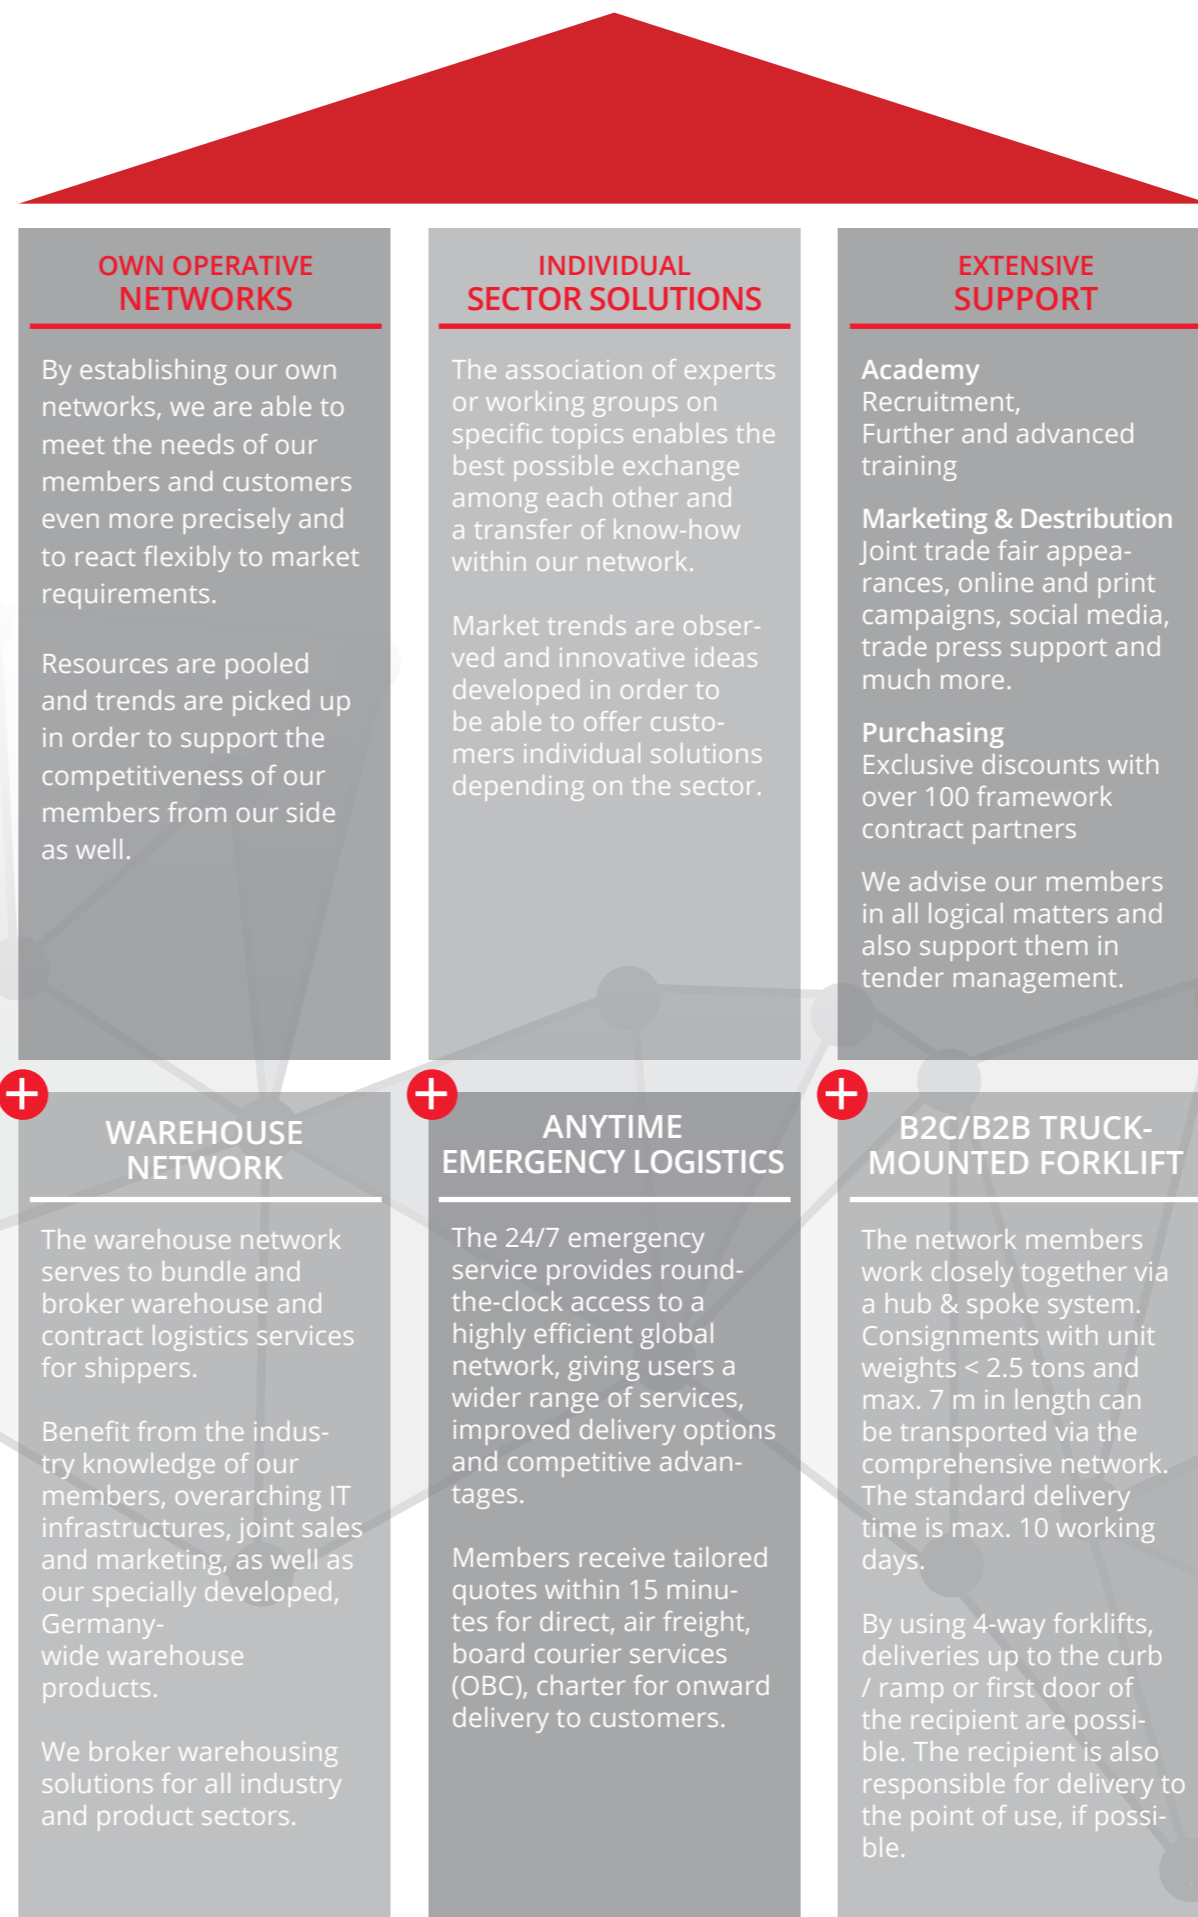 OWN OPERATIVE
NETWORKS
By establishing our own
networks, we are able to
meet the needs of our
members and customers
even more precisely and
to react flexibly to market
requirements.
Resources are pooled
and trends are picked up
in order to support the
competitiveness of our
members from our side
as well.
INDIVIDUAL
SECTOR SOLUTIONS
The association of experts
or working groups on
specific topics enables the
best possible exchange
among each other and
a transfer of know-how
within our network.
Market trends are obser-
ved and innovative ideas
developed in order to
be able to offer custo-
mers individual solutions
depending on the sector.
EXTENSIVE
SUPPORT
Academy
Recruitment,
Further and advanced
training
Marketing & Destribution
Joint trade fair appea-
rances, online and print
campaigns, social media,
trade press support and
much more.
Purchasing
Exclusive discounts with
over 100 framework
contract partners
We advise our members
in all logical matters and
also support them in
tender management.
WAREHOUSE
NETWORK
The warehouse network
serves to bundle and
broker warehouse and
contract logistics services
for shippers.
Benefit from the indus-
try knowledge of our
members, overarching IT
infrastructures, joint sales
and marketing, as well as
our specially developed,
Germany-
wide warehouse
products.
We broker warehousing
solutions for all industry
and product sectors.
ANYTIME
EMERGENCY LOGISTICS
The 24/7 emergency
service provides round-
the-clock access to a
highly efficient global
network, giving users a
wider range of services,
improved delivery options
and competitive advan-
tages.
Members receive tailored
quotes within 15 minu-
tes for direct, air freight,
board courier services
(OBC), charter for onward
delivery to customers.
B2C/B2B TRUCK-
MOUNTED FORKLIFT
The network members
work closely together via
a hub & spoke system.
Consignments with unit
weights < 2.5 tons and
max. 7 m in length can
be transported via the
comprehensive network.
The standard delivery
time is max. 10 working
days.
By using 4-way forklifts,
deliveries up to the curb
/ ramp or first door of
the recipient are possi-
ble. The recipient is also
responsible for delivery to
the point of use, if possi-
ble.